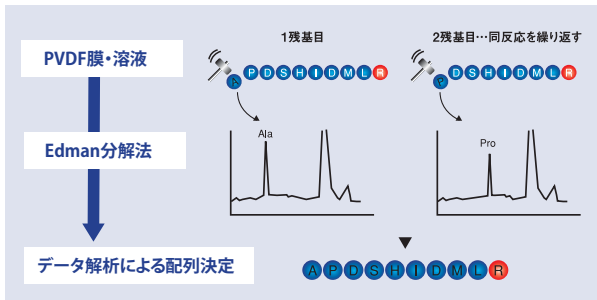 PVDF膜・溶液
Edman分解法
データ解析による配列決定
1残基目
A P D S H I D M L R
Ala
2残基目…同反応を繰り返す
P D S H I D M L R
Pro
A P D S H I D M L R